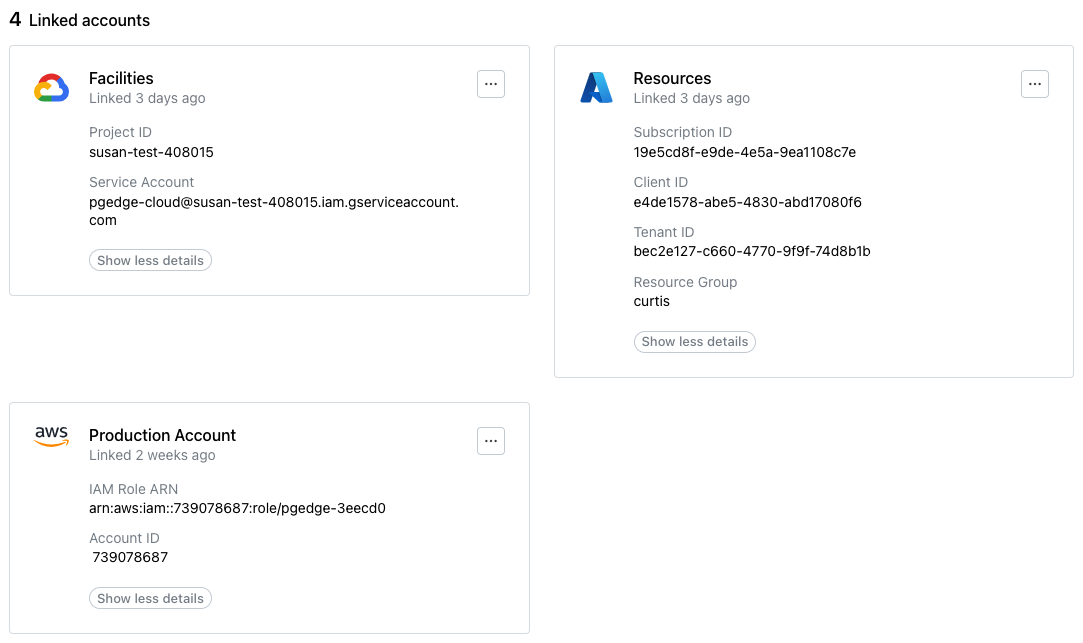 4 Linked accounts
Facilities
Linked 3 days ago
...
Project ID
susan-test-408015
Service Account
pgedge-cloud@susan-test-408015.iam.gserviceaccount.
com
Show less details
Resources
Linked 3 days ago
...
Subscription ID
19e5cd8f-e9de-4e5a-9ea1108c7e
Client ID
e4de1578-abe5-4830-abd17080f6
Tenant ID
bec2e127-c660-4770-9f9f-74d8b1b
Resource Group
curtis
Show less details
aws
Production Account
Linked 2 weeks ago
...
IAM Role ARN
arn:aws:iam::739078687:role/pgedge-3eecd0
Account ID
739078687
Show less details